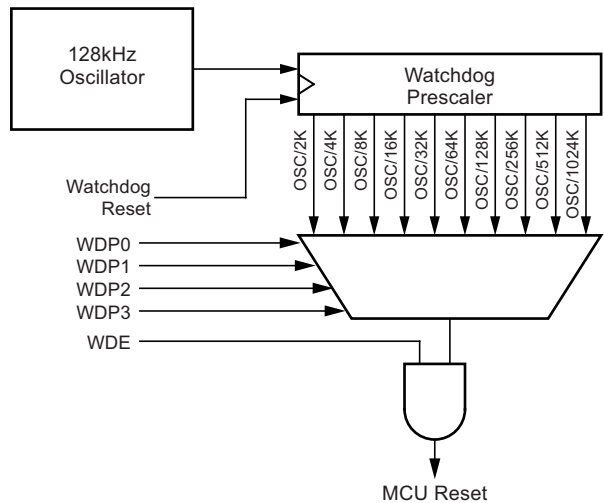 128kHz
Oscillator
Watchdog
Prescaler
OSC/2K
OSC/4K
OSC/8K
OSC/16K
OSC/32K
OSC/64K
OSC/128K
OSC/256K
OSC/512K
OSC/1024K
Watchdog
Reset
WDP0
WDP1
WDP2
WDP3
WDE
MCU Reset